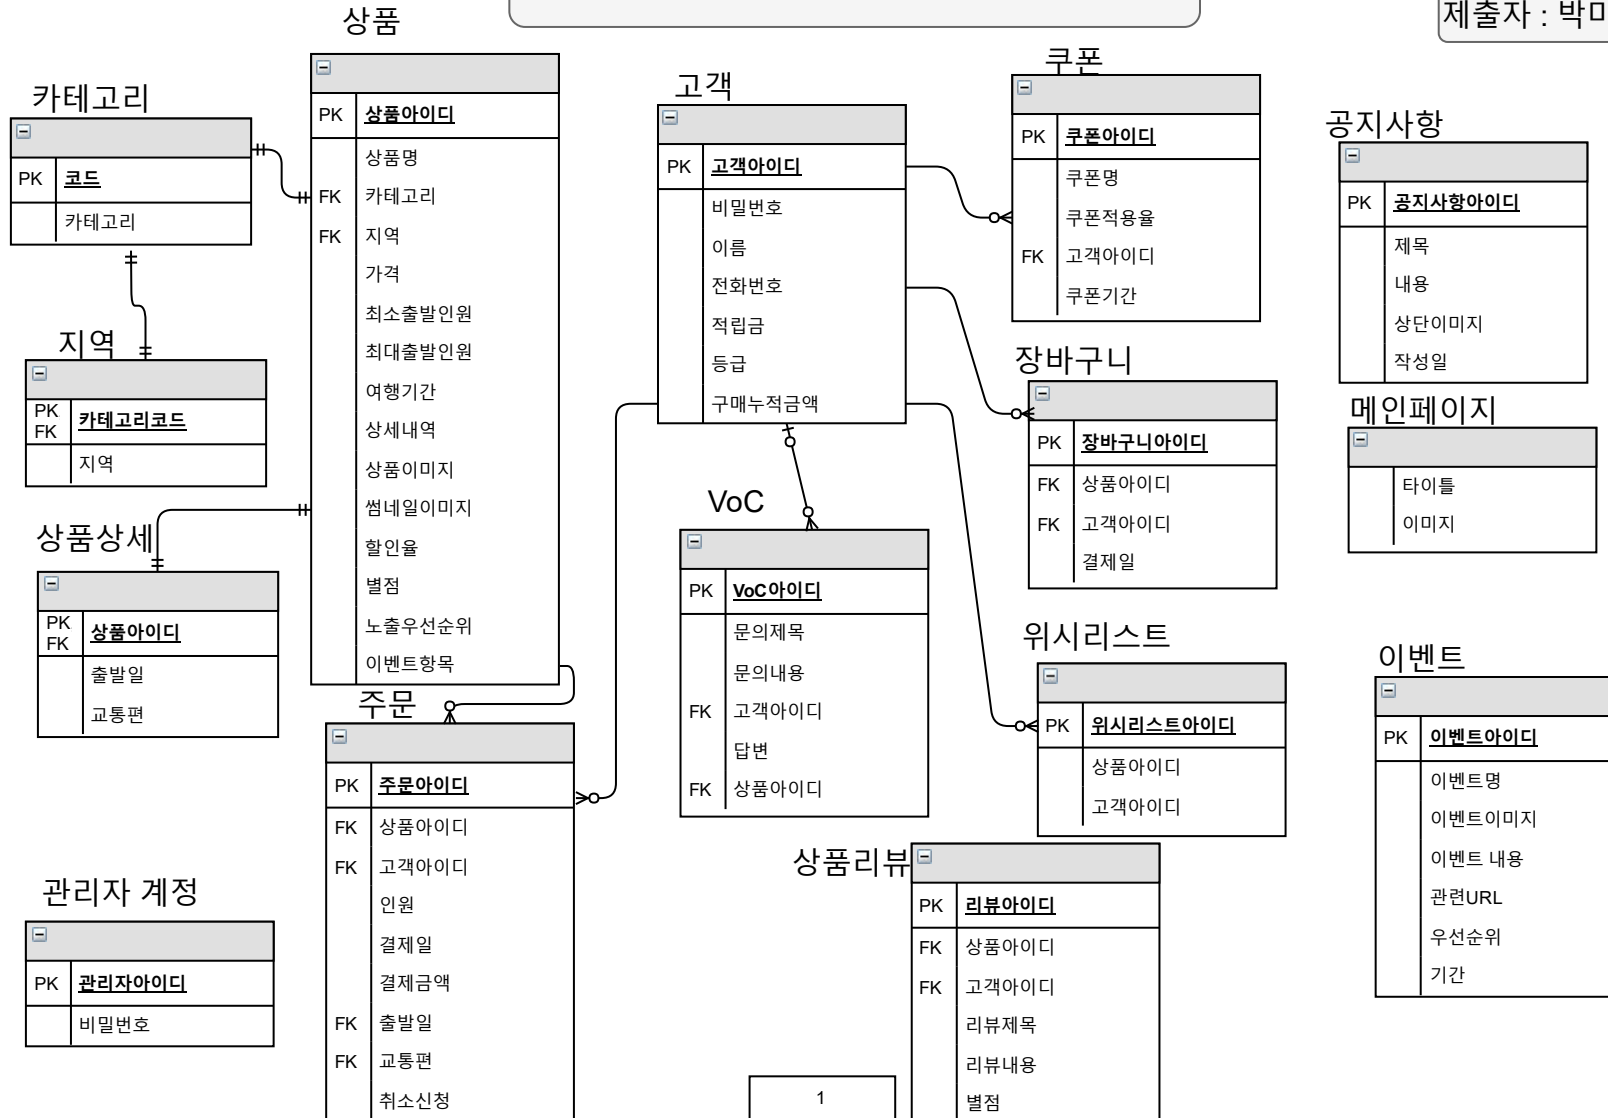 상품
제출자 : 박미
카테고리
PK 코드
카테고리
지역
PK
FK 카테고리코드
지역
상품상세
PK
FK 상품아이디
출발일
교통편
관리자 계정
PK 관리자아이디
비밀번호
PK 상품아이디
상품명
FK 카테고리
FK 지역
가격
최소출발인원
최대출발인원
여행기간
상세내역
상품이미지
썸네일이미지
할인율
별점
노출우선순위
이벤트항목
주문
PK 주문아이디
FK 상품아이디
FK 고객아이디
인원
결제일
결제금액
FK 출발일
FK 교통편
취소신청
고객
PK 고객아이디
비밀번호
이름
전화번호
적립금
등급
구매누적금액
VoC
PK VoC아이디
문의제목
문의내용
FK 고객아이디
답변
FK 상품아이디
상품리뷰
PK 리뷰아이디
FK 상품아이디
FK 고객아이디
리뷰제목
리뷰내용
별점
1
쿠폰
PK 쿠폰아이디
쿠폰명
쿠폰적용율
FK 고객아이디
쿠폰기간
장바구니
PK 장바구니아이디
FK 상품아이디
FK 고객아이디
결제일
위시리스트
PK 위시리스트아이디
상품아이디
고객아이디
공지사항
PK 공지사항아이디
제목
내용
상단이미지
작성일
메인페이지
타이틀
이미지
이벤트
PK 이벤트아이디
이벤트명
이벤트이미지
이벤트 내용
관련URL
우선순위
기간